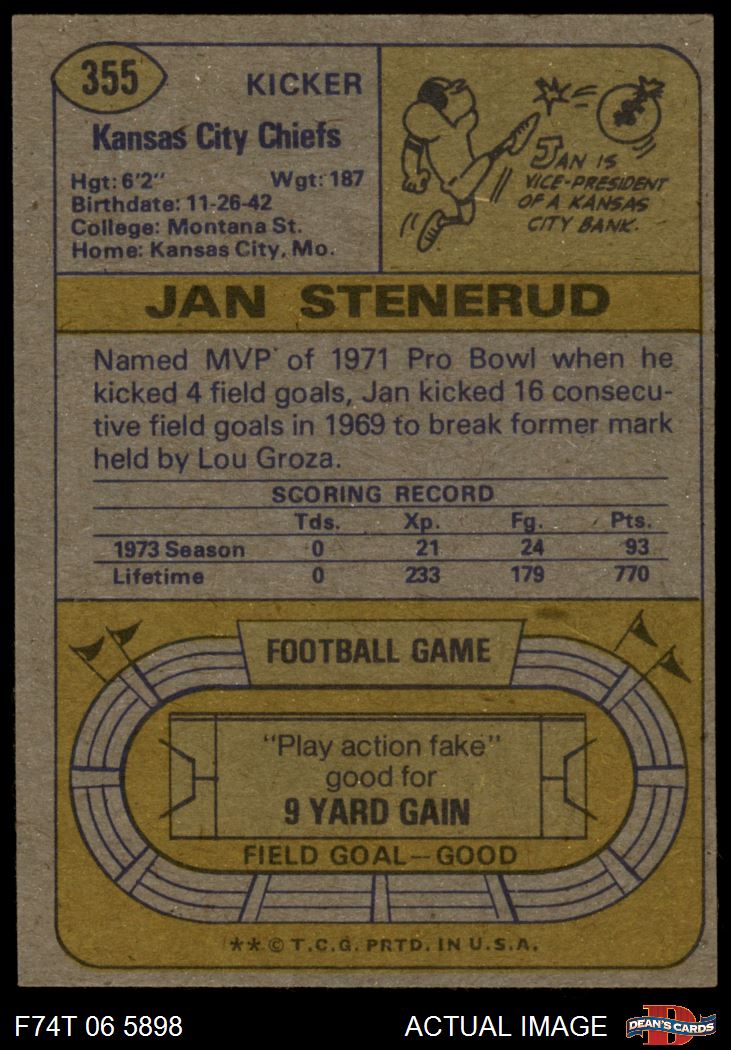 355
KICKER
Kansas City Chiefs
Hgt: 6'2" Wgt: 187
Birthdate: 11-26-42
College: Montana St.
Home: Kansas City, Mo.
JAN IS
VICE-PRESIDENT
OF A KANSAS
CITY BANK.
JAN STENERUD
Named MVP of 1971 Pro Bowl when he
kicked 4 field goals, Jan kicked 16 consecu-
tive field goals in 1969 to break former mark
held by Lou Groza.
SCORING RECORD
Tds. Xp. Fg. Pts.
1973 Season 0 21 24 93
Lifetime 0 233 179 770
FOOTBALL GAME
"Play action fake"
good for
9 YARD GAIN
FIELD GOAL—GOOD
**© T.C.G. PRTD. IN U.S.A.
F74T 06 5898 ACTUAL IMAGE
D
DEAN'S CARDS